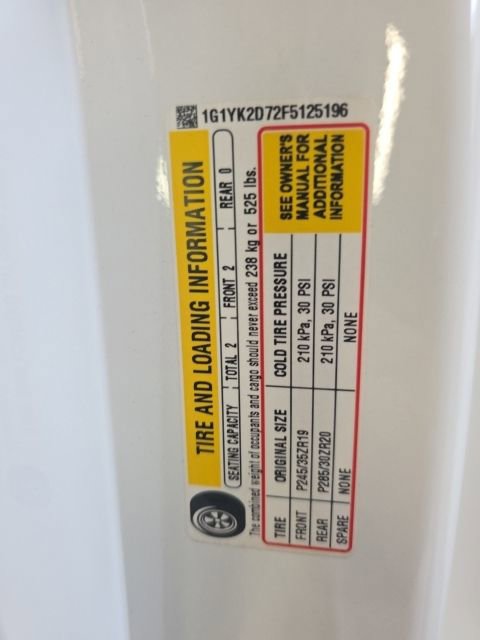 1G1YK2D72F5125196
TIRE AND LOADING INFORMATION
SEATING CAPACITY TOTAL 2 FRONT 2 REAR 0
The combined weight of occupants and cargo should never exceed 238 kg or 525 lbs.
TIRE ORIGINAL SIZE COLD TIRE PRESSURE
FRONT P245/35ZR19 210 kPa, 30 PSI
REAR P285/30ZR20 210 kPa, 30 PSI
SPARE NONE NONE
SEE OWNER'S
MANUAL FOR
ADDITIONAL
INFORMATION